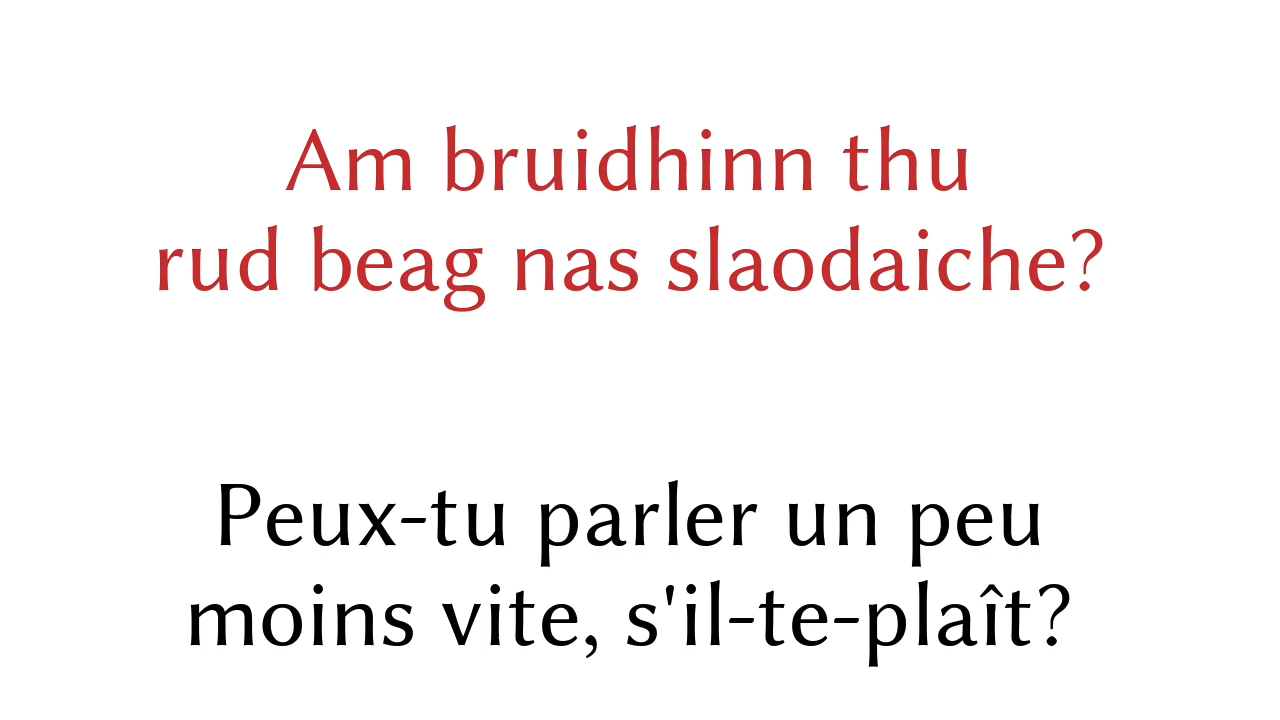 Am bruidhinn thu
rud beag nas slaodaiche?
Peux-tu parler un peu
moins vite, s'il-te-plaît?